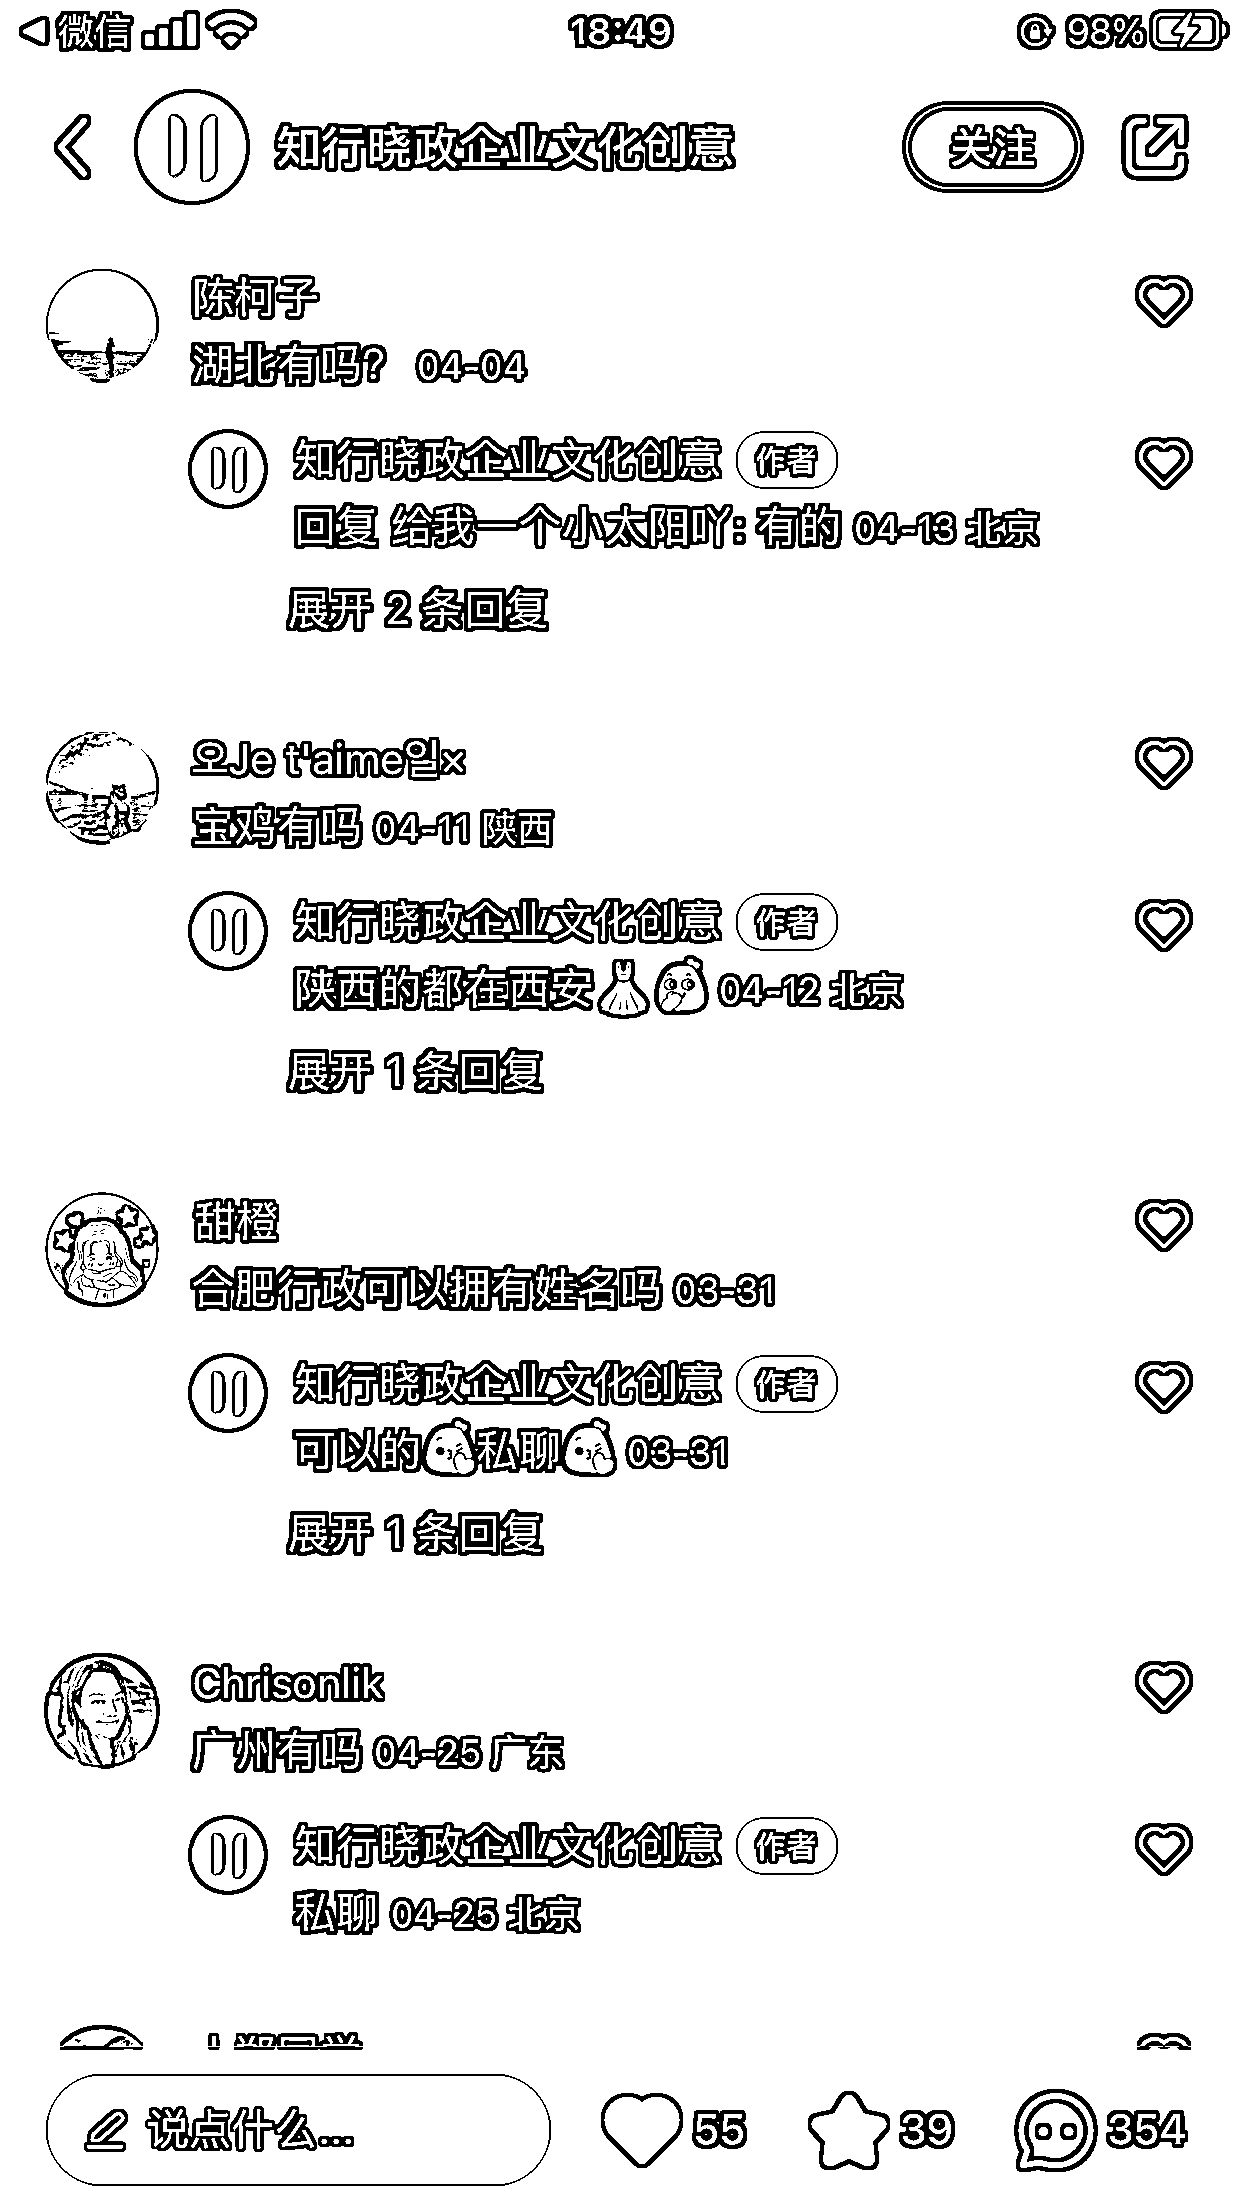 微信 18:49 98%
知行晓政企业文化创意 关注
陈柯子
湖北有吗? 04-04
知行晓政企业文化创意 作者
回复 给我一个小太阳吖: 有的 04-13 北京
展开 2 条回复
오Je t'aime일×
宝鸡有吗 04-11 陕西
知行晓政企业文化创意 作者
陕西的都在西安 04-12 北京
展开 1 条回复
甜橙
合肥行政可以拥有姓名吗 03-31
知行晓政企业文化创意 作者
可以的 私聊 03-31
展开 1 条回复
Chrisonlik
广州有吗 04-25 广东
知行晓政企业文化创意 作者
私聊 04-25 北京
说点什么... 55 39 354